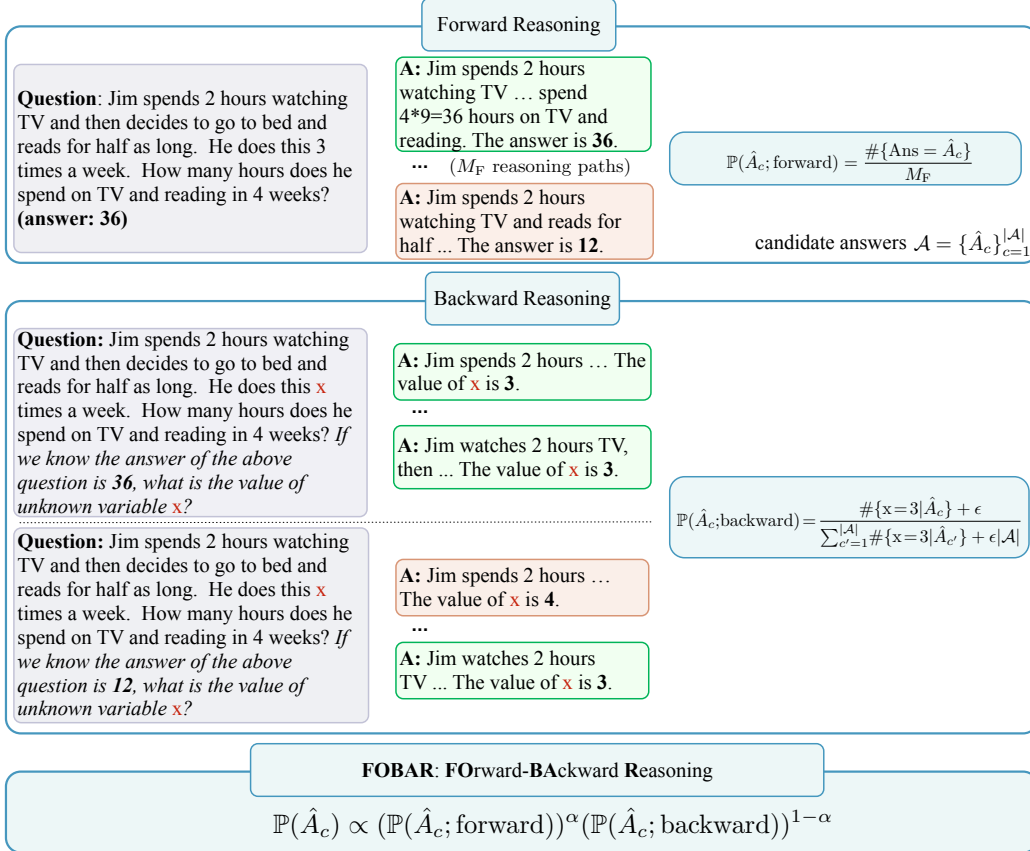 Forward Reasoning
Question: Jim spends 2 hours watching
TV and then decides to go to bed and
reads for half as long. He does this 3
times a week. How many hours does he
spend on TV and reading in 4 weeks?
(answer: 36)
A: Jim spends 2 hours
watching TV … spend
4*9=36 hours on TV and
reading. The answer is 36.
... (M_F reasoning paths)
A: Jim spends 2 hours
watching TV and reads for
half ... The answer is 12.
ℙ(Â_c; forward) = #{Ans = Â_c} / M_F
candidate answers 𝒜 = {Â_c}_{c=1}^{|𝒜|}
Backward Reasoning
Question: Jim spends 2 hours watching
TV and then decides to go to bed and
reads for half as long. He does this x
times a week. How many hours does he
spend on TV and reading in 4 weeks? If
we know the answer of the above
question is 36, what is the value of
unknown variable x?
A: Jim spends 2 hours … The
value of x is 3.
...
A: Jim watches 2 hours TV,
then ... The value of x is 3.
Question: Jim spends 2 hours watching
TV and then decides to go to bed and
reads for half as long. He does this x
times a week. How many hours does he
spend on TV and reading in 4 weeks? If
we know the answer of the above
question is 12, what is the value of
unknown variable x?
A: Jim spends 2 hours …
The value of x is 4.
...
A: Jim watches 2 hours
TV ... The value of x is 3.
ℙ(Â_c;backward) = (#{x=3|Â_c} + ϵ) / (∑_{c'=1}^{|𝒜|} #{x=3|Â_{c'}} + ϵ|𝒜|)
FOBAR: FOrward-BAckward Reasoning
ℙ(Â_c) ∝ (ℙ(Â_c; forward))^α (ℙ(Â_c; backward))^{1−α}